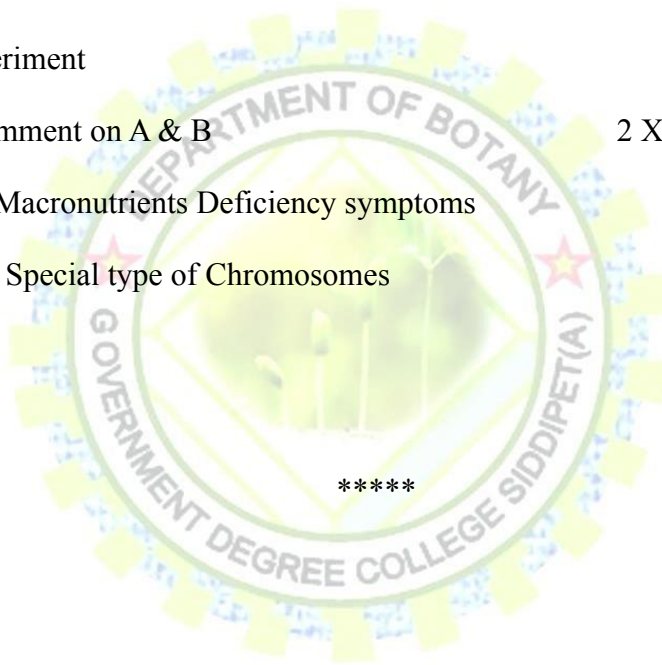 eriment
mment on A & B 2 X
Macronutrients Deficiency symptoms
Special type of Chromosomes
*****
DEPARTMENT OF BOTANY
GOVERNMENT DEGREE COLLEGE SIDDIPET(A)